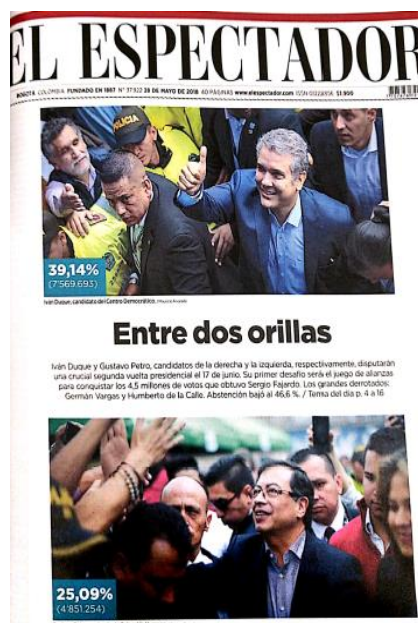 EL ESPECTADOR
BOGOTÁ, COLOMBIA. FUNDADO EN 1887 Nº 37.922 28 DE MAYO DE 2018 40 PÁGINAS www.elespectador.com ISSN $1.900
POLICIA
39,14%
(7'569.693)
Iván Duque, candidato del Centro Democrático.
Entre dos orillas
Iván Duque y Gustavo Petro, candidatos de la derecha y la izquierda, respectivamente, disputarán
una crucial segunda vuelta presidencial el 17 de junio. Su primer desafío será el juego de alianzas
para conquistar los 4,5 millones de votos que obtuvo Sergio Fajardo. Los grandes derrotados:
Germán Vargas y Humberto de la Calle. Abstención bajó al 46,6 %. / Tema del día p. 4 a 16
25,09%
(4'851.254)